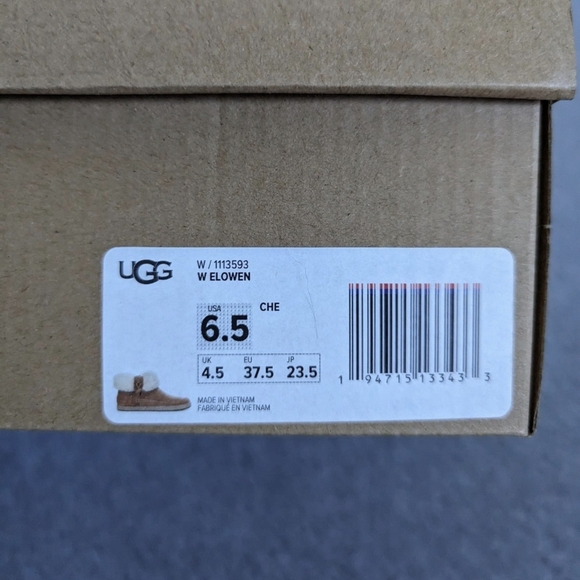 UGG
W / 1113593
W ELOWEN
USA
6.5 CHE
UK EU JP
4.5 37.5 23.5
MADE IN VIETNAM
FABRIQUÉ EN VIETNAM
1 94715 13343 3